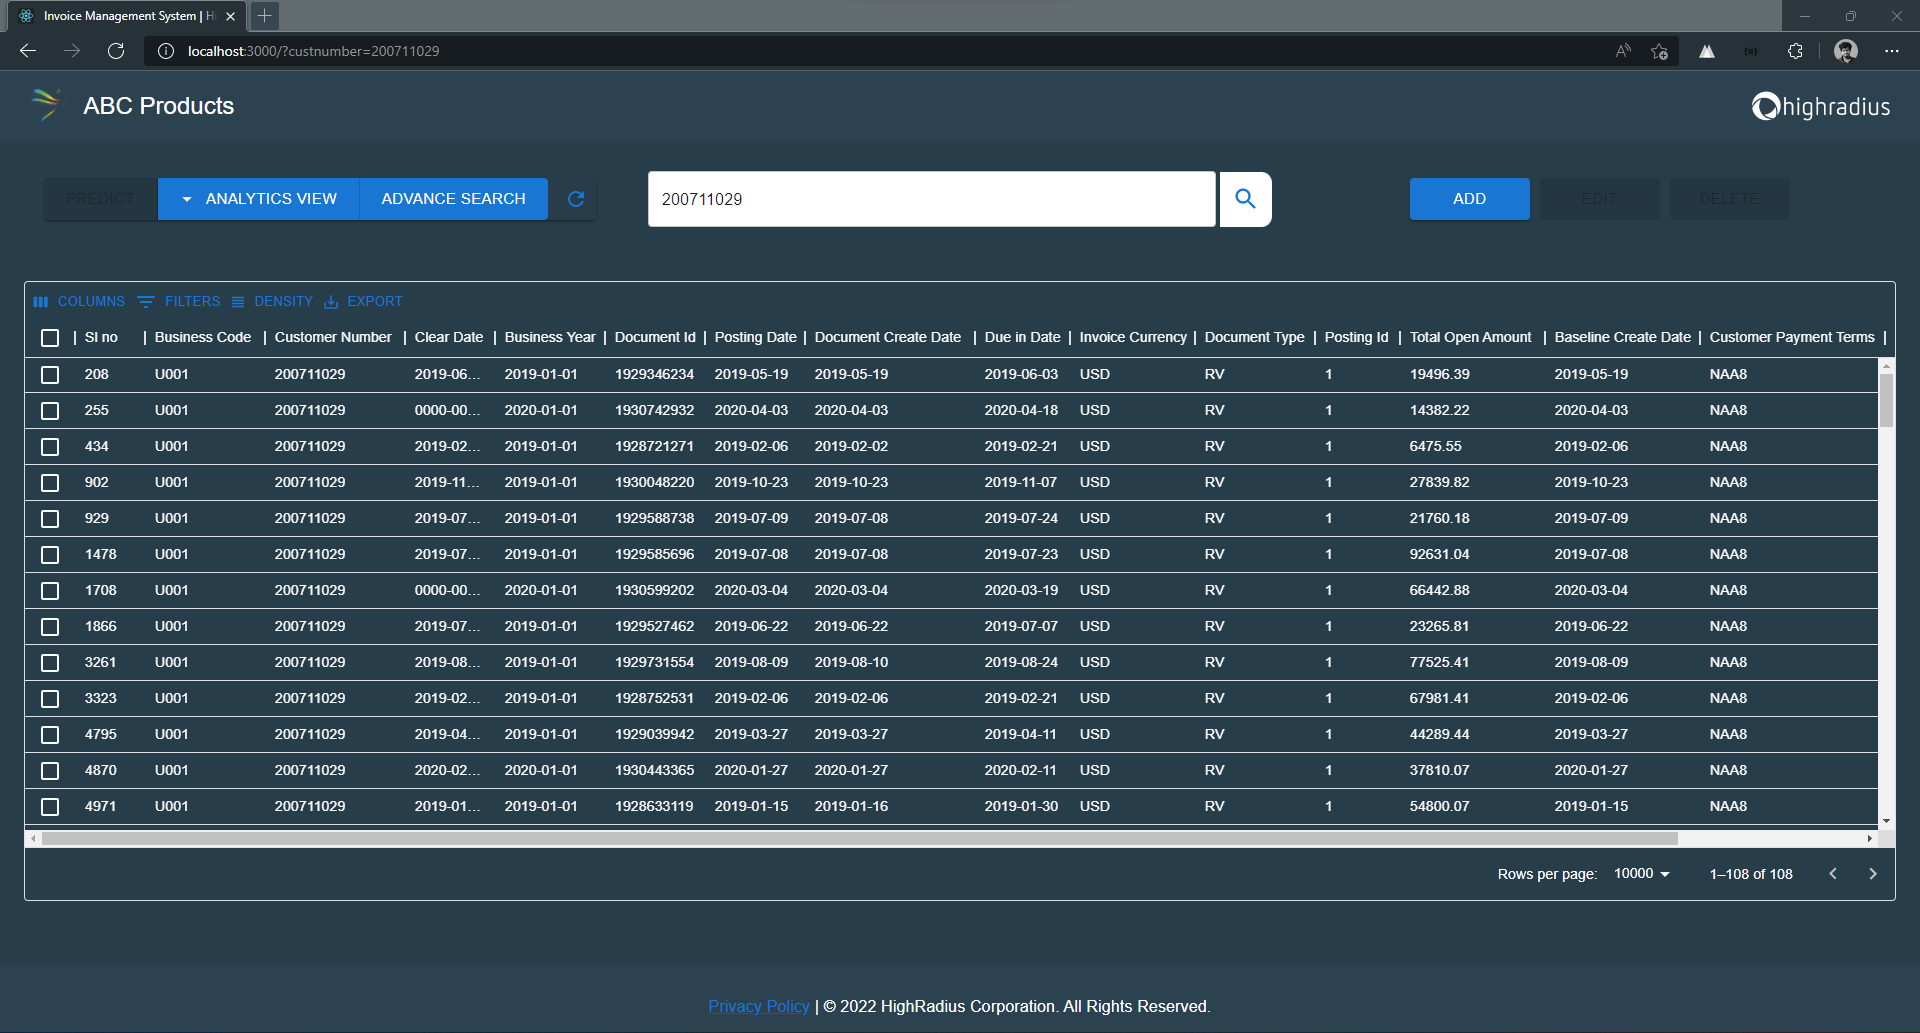 Invoice Management System | Hi
localhost:3000/?custnumber=200711029
ABC Products
highradius
PREDICT ANALYTICS VIEW ADVANCE SEARCH 200711029 ADD EDIT DELETE
COLUMNS FILTERS DENSITY EXPORT
Sl no Business Code Customer Number Clear Date Business Year Document Id Posting Date Document Create Date Due in Date Invoice Currency Document Type Posting Id Total Open Amount Baseline Create Date Customer Payment Terms
208 U001 200711029 2019-06... 2019-01-01 1929346234 2019-05-19 2019-05-19 2019-06-03 USD RV 1 19496.39 2019-05-19 NAA8
255 U001 200711029 0000-00... 2020-01-01 1930742932 2020-04-03 2020-04-03 2020-04-18 USD RV 1 14382.22 2020-04-03 NAA8
434 U001 200711029 2019-02... 2019-01-01 1928721271 2019-02-06 2019-02-02 2019-02-21 USD RV 1 6475.55 2019-02-06 NAA8
902 U001 200711029 2019-11... 2019-01-01 1930048220 2019-10-23 2019-10-23 2019-11-07 USD RV 1 27839.82 2019-10-23 NAA8
929 U001 200711029 2019-07... 2019-01-01 1929588738 2019-07-09 2019-07-08 2019-07-24 USD RV 1 21760.18 2019-07-09 NAA8
1478 U001 200711029 2019-07... 2019-01-01 1929585696 2019-07-08 2019-07-08 2019-07-23 USD RV 1 92631.04 2019-07-08 NAA8
1708 U001 200711029 0000-00... 2020-01-01 1930599202 2020-03-04 2020-03-04 2020-03-19 USD RV 1 66442.88 2020-03-04 NAA8
1866 U001 200711029 2019-07... 2019-01-01 1929527462 2019-06-22 2019-06-22 2019-07-07 USD RV 1 23265.81 2019-06-22 NAA8
3261 U001 200711029 2019-08... 2019-01-01 1929731554 2019-08-09 2019-08-10 2019-08-24 USD RV 1 77525.41 2019-08-09 NAA8
3323 U001 200711029 2019-02... 2019-01-01 1928752531 2019-02-06 2019-02-06 2019-02-21 USD RV 1 67981.41 2019-02-06 NAA8
4795 U001 200711029 2019-04... 2019-01-01 1929039942 2019-03-27 2019-03-27 2019-04-11 USD RV 1 44289.44 2019-03-27 NAA8
4870 U001 200711029 2020-02... 2020-01-01 1930443365 2020-01-27 2020-01-27 2020-02-11 USD RV 1 37810.07 2020-01-27 NAA8
4971 U001 200711029 2019-01... 2019-01-01 1928633119 2019-01-15 2019-01-16 2019-01-30 USD RV 1 54800.07 2019-01-15 NAA8
Rows per page: 10000 1–108 of 108
Privacy Policy | © 2022 HighRadius Corporation. All Rights Reserved.